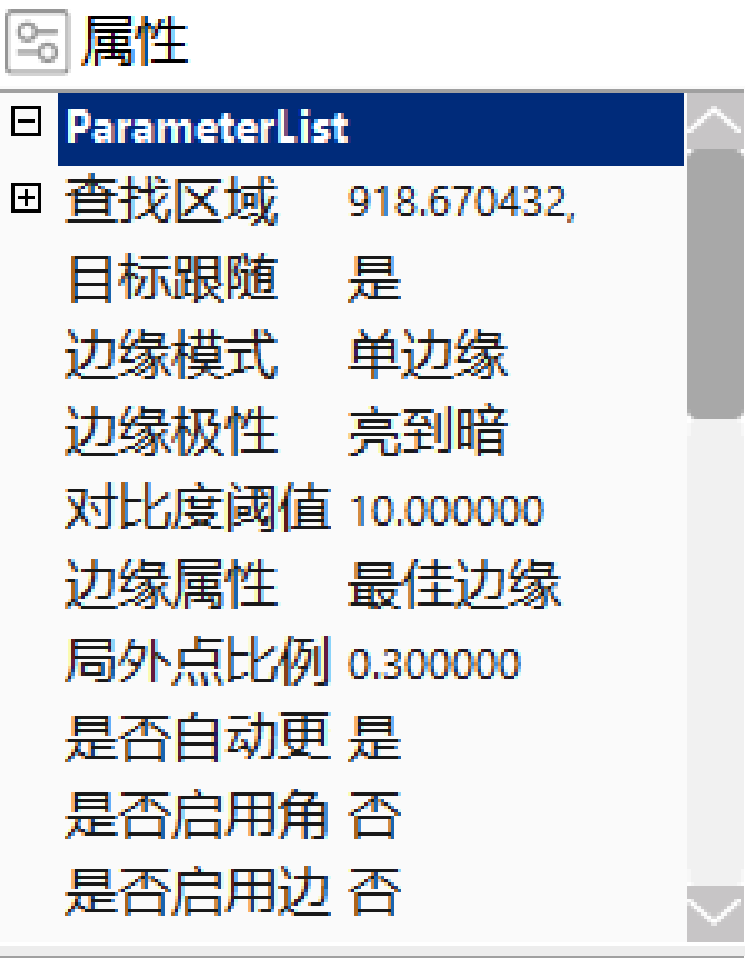 属性
ParameterList
查找区域 918.670432,
目标跟随 是
边缘模式 单边缘
边缘极性 亮到暗
对比度阈值 10.000000
边缘属性 最佳边缘
局外点比例 0.300000
是否自动更 是
是否启用角 否
是否启用边 否